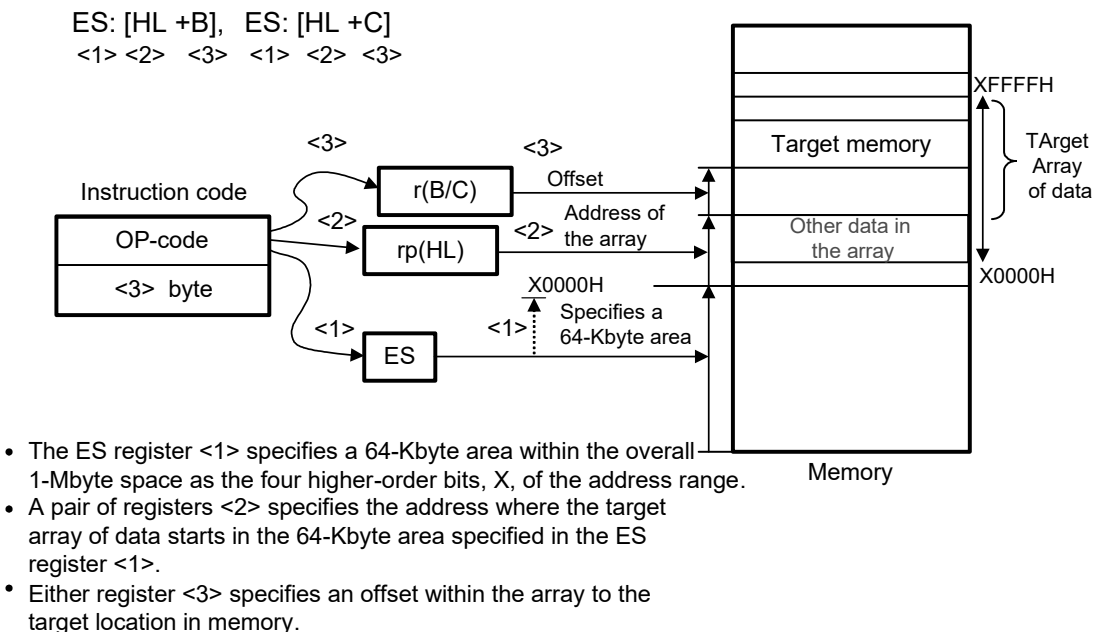 ES: [HL +B],  ES: [HL +C]
<1> <2>  <3>  <1>  <2>  <3>
XFFFFH
Target memory
TArget
Array
of data
<3>
<3>
Instruction code
r(B/C)
Offset
OP-code
<2>
rp(HL)
<2>
Address of
the array
Other data in
the array
<3>  byte
X0000H
X0000H
<1>
ES
<1>
Specifies a
64-Kbyte area
Memory
• The ES register <1> specifies a 64-Kbyte area within the overall
1-Mbyte space as the four higher-order bits, X, of the address range.
• A pair of registers <2> specifies the address where the target
array of data starts in the 64-Kbyte area specified in the ES
register <1>.
• Either register <3> specifies an offset within the array to the
target location in memory.